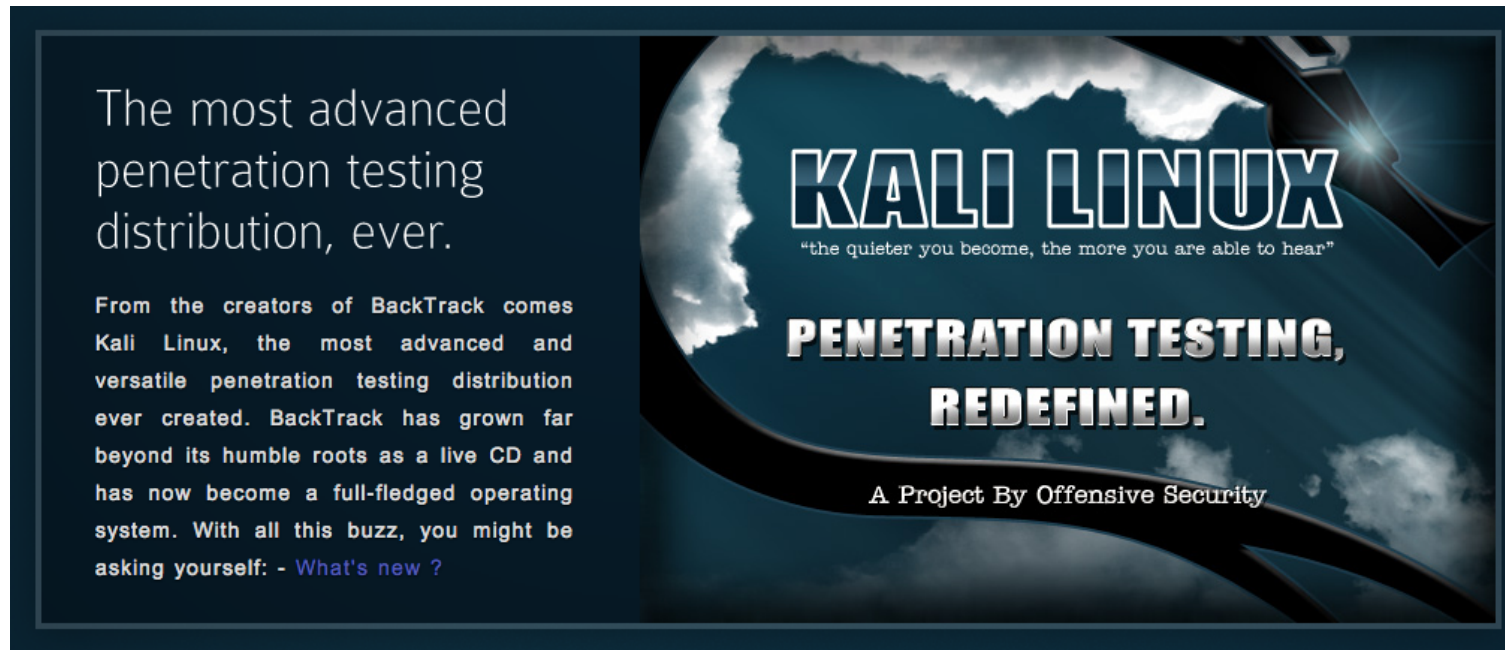 The most advanced
penetration testing
distribution, ever.
From the creators of BackTrack comes
Kali Linux, the most advanced and
versatile penetration testing distribution
ever created. BackTrack has grown far
beyond its humble roots as a live CD and
has now become a full-fledged operating
system. With all this buzz, you might be
asking yourself: - What's new ?
KALI LINUX
“the quieter you become, the more you are able to hear”
PENETRATION TESTING,
REDEFINED.
A Project By Offensive Security